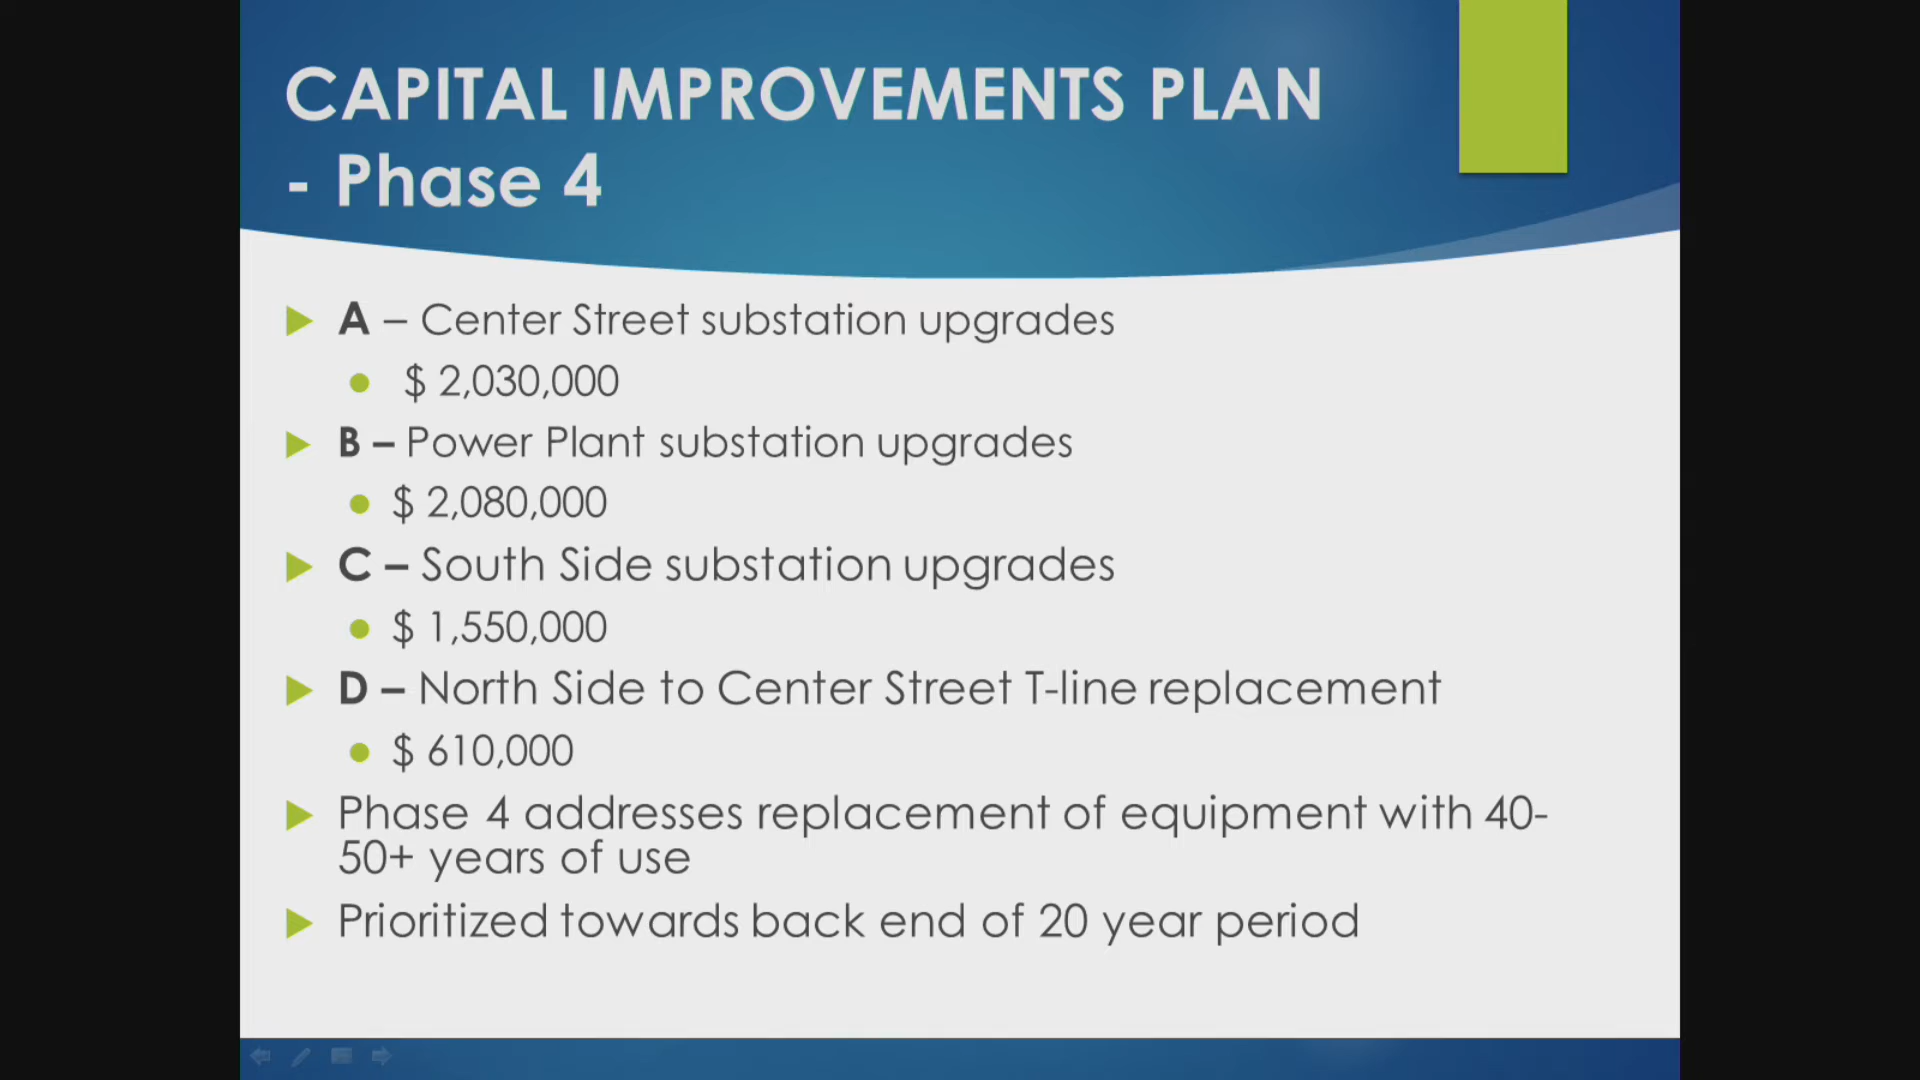 CAPITAL IMPROVEMENTS PLAN
- Phase 4
A – Center Street substation upgrades
$ 2,030,000
B – Power Plant substation upgrades
$ 2,080,000
C – South Side substation upgrades
$ 1,550,000
D – North Side to Center Street T-line replacement
$ 610,000
Phase 4 addresses replacement of equipment with 40-
50+ years of use
Prioritized towards back end of 20 year period